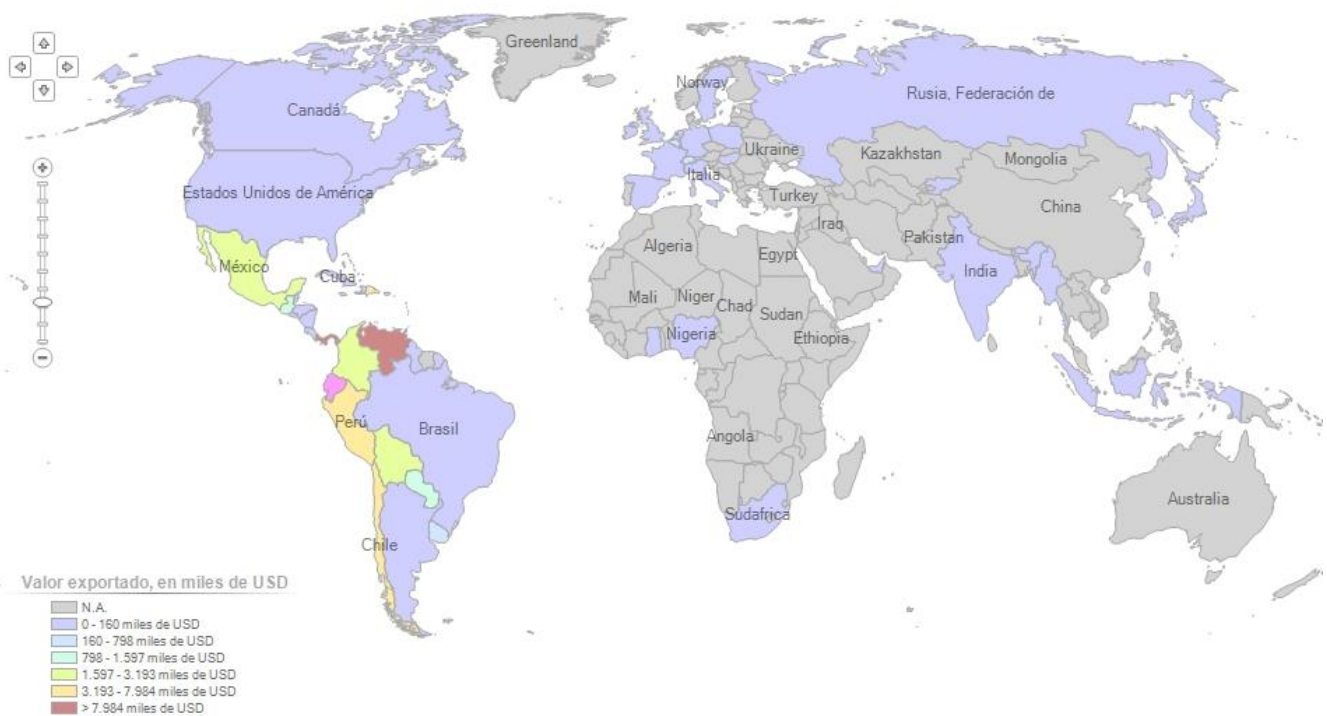 Greenland
Norway
Rusia, Federación de
Canadá
Ukraine
Kazakhstan
Mongolia
Italia
Estados Unidos de América
Turkey
China
Iraq
Pakistan
Algeria
Egypt
México
Cuba
India
Mali
Niger
Chad
Sudan
Nigeria
Ethiopia
Perú
Brasil
Angola
Australia
Sudafrica
Chile
Valor exportado, en miles de USD
N.A.
0 - 160 miles de USD
160 - 798 miles de USD
798 - 1.597 miles de USD
1.597 - 3.193 miles de USD
3.193 - 7.984 miles de USD
> 7.984 miles de USD